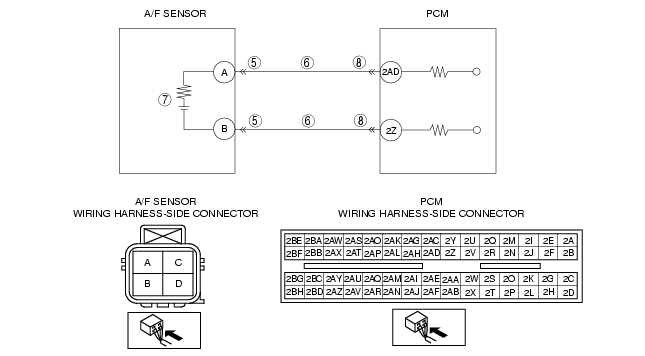 A/F SENSOR
PCM
5 6 8
A 2AD
7
5 6 8
B 2Z
A/F SENSOR
WIRING HARNESS-SIDE CONNECTOR
PCM
WIRING HARNESS-SIDE CONNECTOR
A C
B D
2BE 2BA 2AW 2AS 2AO 2AK 2AG 2AC 2Y 2U 2Q 2M 2I 2E 2A
2BF 2BB 2AX 2AT 2AP 2AL 2AH 2AD 2Z 2V 2R 2N 2J 2F 2B
2BG 2BC 2AY 2AU 2AQ 2AM 2AI 2AE 2AA 2W 2S 2O 2K 2G 2C
2BH 2BD 2AZ 2AV 2AR 2AN 2AJ 2AF 2AB 2X 2T 2P 2L 2H 2D